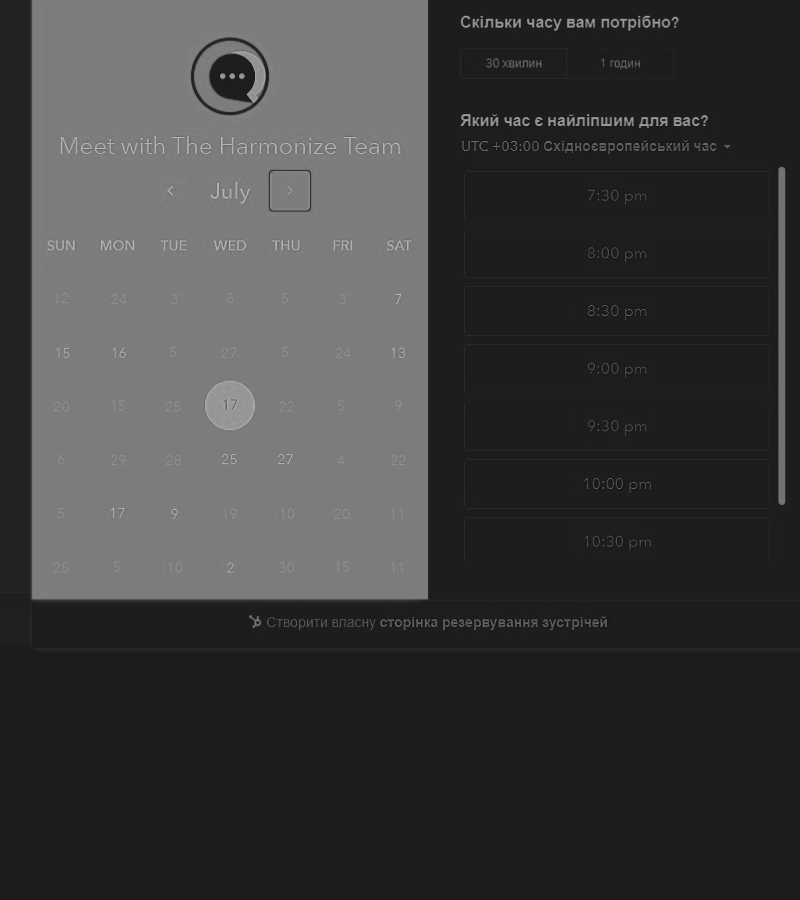 Meet with The Harmonize Team
July
SUN MON TUE WED THU FRI SAT
12 24 3 8 5 3 7
15 16 5 27 5 24 13
20 15 25 17 22 5 9
6 29 28 25 27 4 22
5 17 9 19 10 20 11
25 5 10 2 30 15 11
Скільки часу вам потрібно?
30 хвилин 1 годин
Який час є найліпшим для вас?
UTC +03:00 Східноєвропейський час
7:30 pm
8:00 pm
8:30 pm
9:00 pm
9:30 pm
10:00 pm
10:30 pm
Створити власну сторінка резервування зустрічей